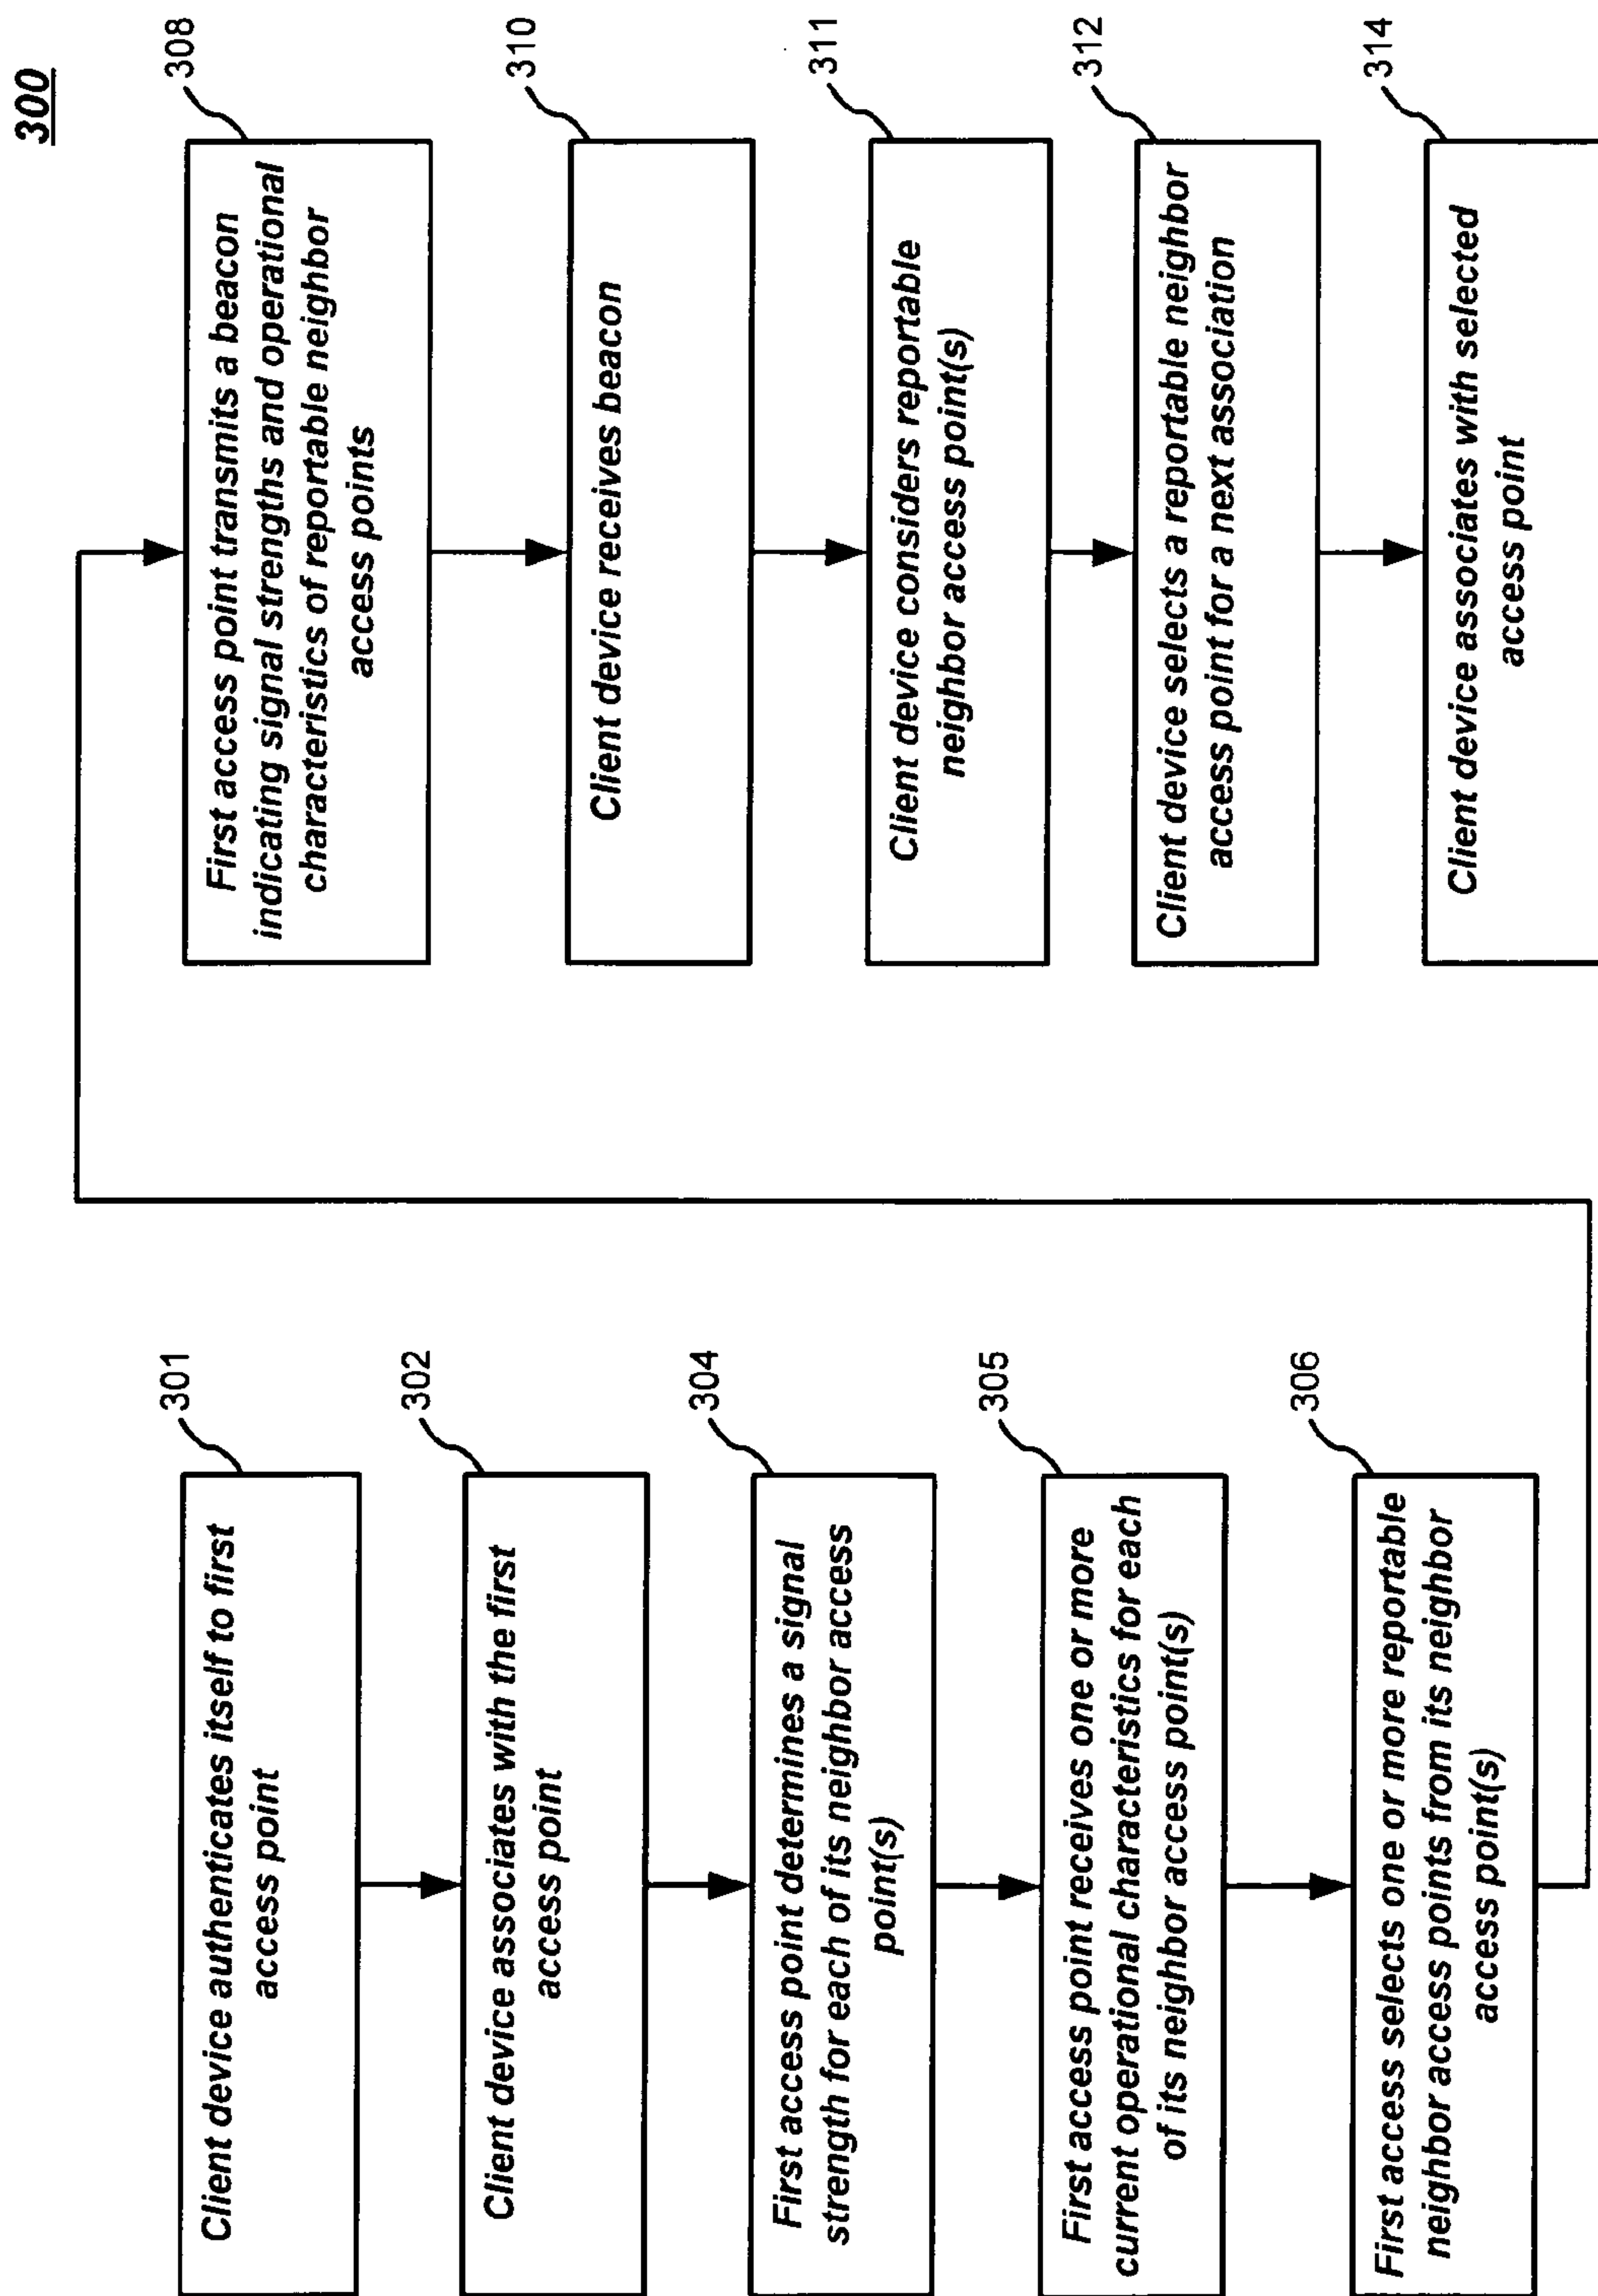 300
301
Client device authenticates itself to first
access point
302
Client device associates with the first
access point
304
First access point determines a signal
strength for each of its neighbor access
point(s)
305
First access point receives one or more
current operational characteristics for each
of its neighbor access point(s)
306
First access selects one or more reportable
neighbor access points from its neighbor
access point(s)
308
First access point transmits a beacon
indicating signal strengths and operational
characteristics of reportable neighbor
access points
310
Client device receives beacon
311
Client device considers reportable
neighbor access point(s)
312
Client device selects a reportable neighbor
access point for a next association
314
Client device associates with selected
access point